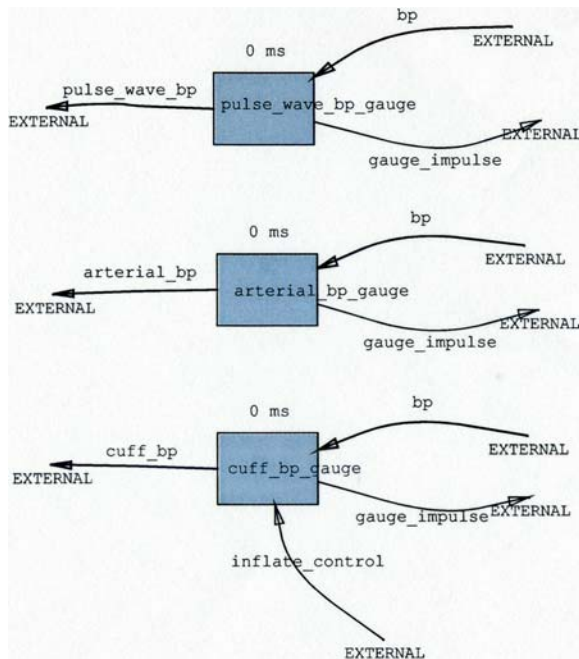 bp
EXTERNAL
0 ms
pulse_wave_bp
pulse_wave_bp_gauge
EXTERNAL
EXTERNAL
gauge_impulse
bp
0 ms
EXTERNAL
arterial_bp
arterial_bp_gauge
EXTERNAL
EXTERNAL
gauge_impulse
bp
0 ms
EXTERNAL
cuff_bp
cuff_bp_gauge
EXTERNAL
EXTERNAL
gauge_impulse
inflate_control
EXTERNAL